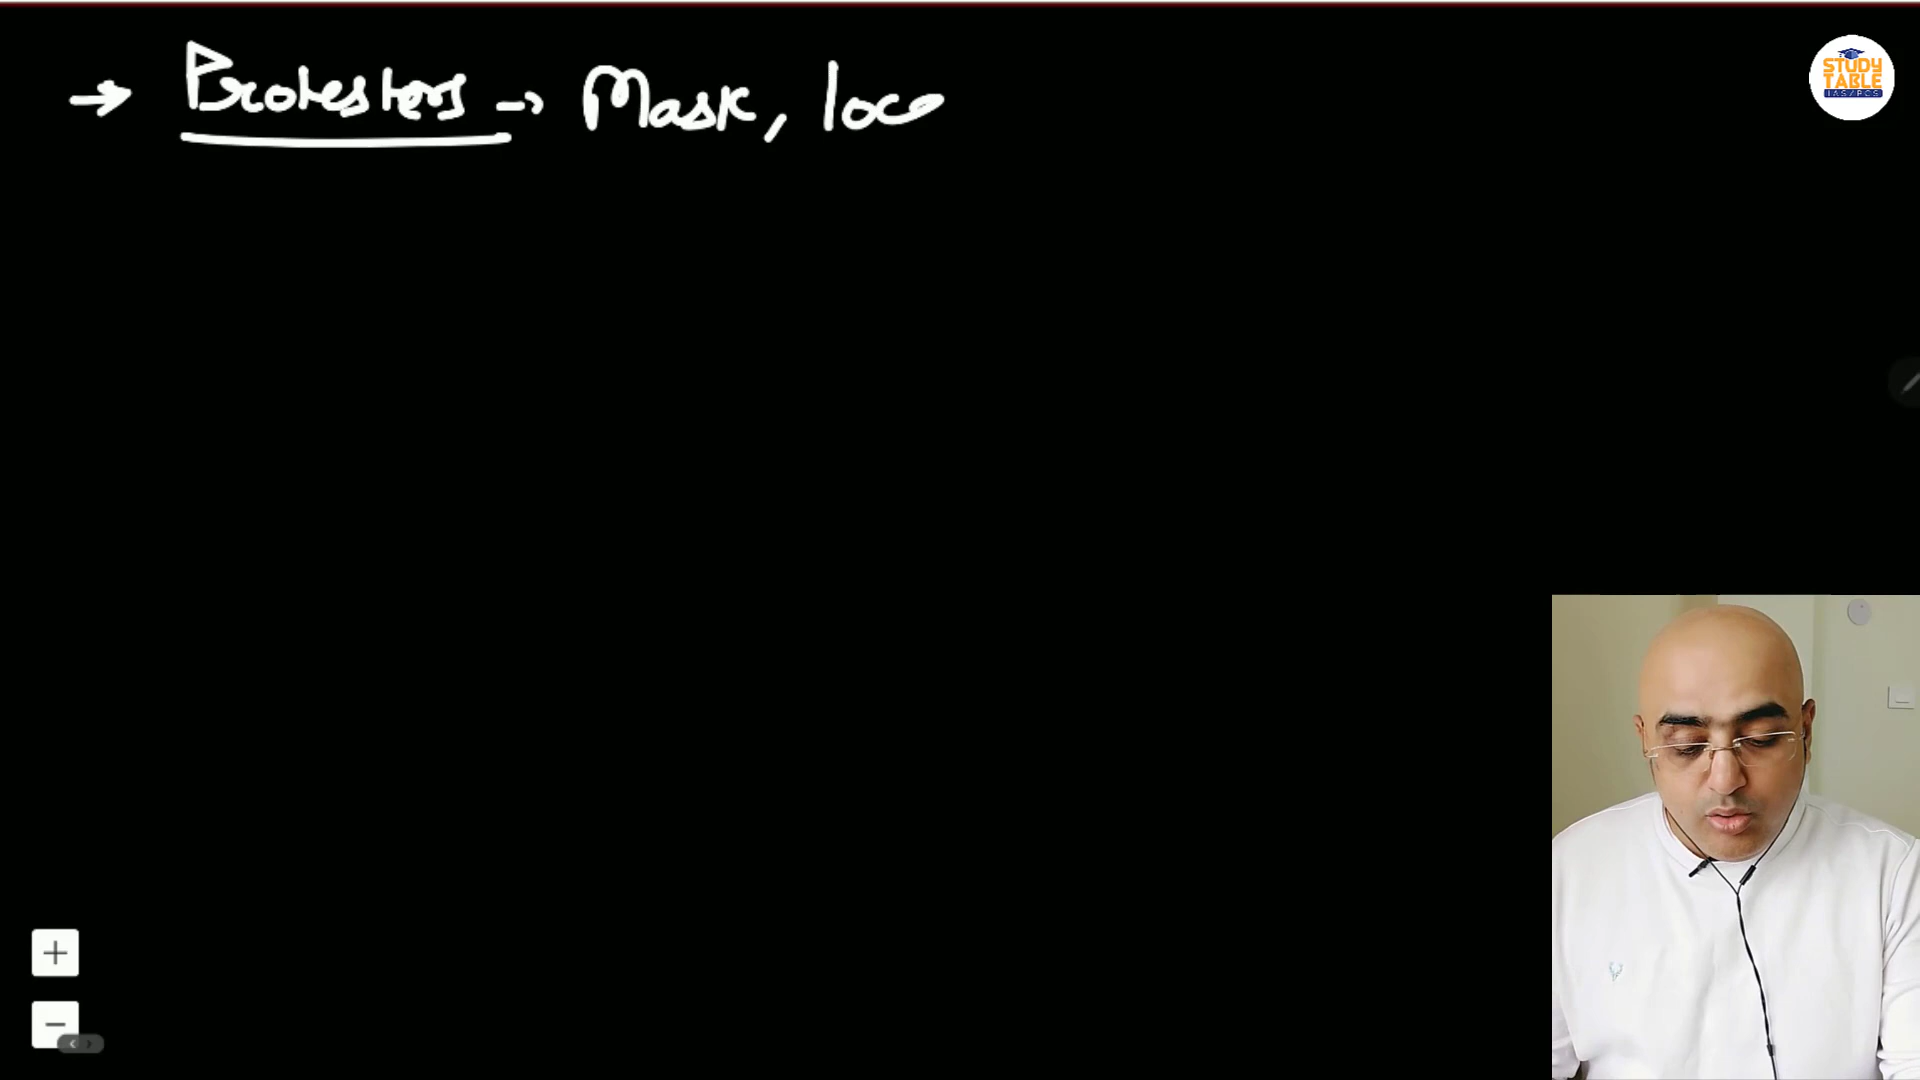 → Protesters → Mask, loc
STUDY
TABLE
IAS/PCS